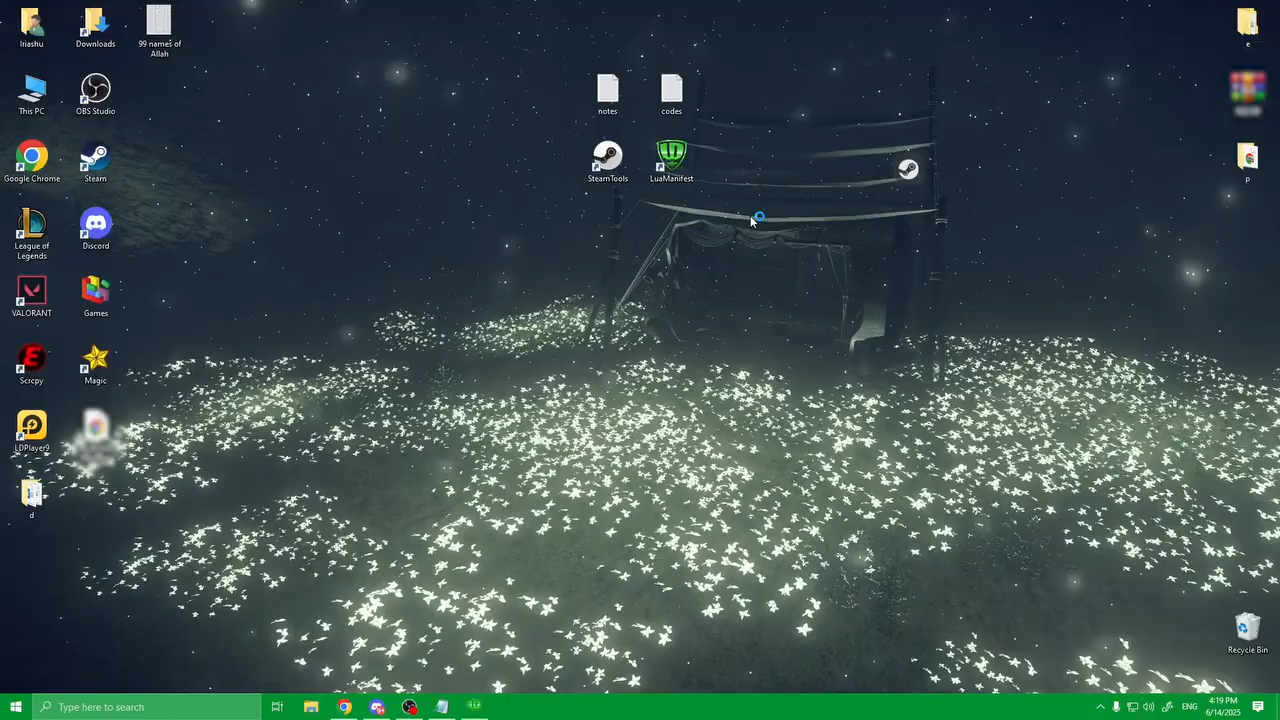 Iriashu
Downloads
99 names of
Allah
notes
codes
e
This PC
OBS Studio
Google Chrome
Steam
SteamTools
LuaManifest
p
League of
Legends
Discord
VALORANT
Games
Scrcpy
Magic
LDPlayer9
d
Recycle Bin
Type here to search
ENG
4:19 PM
6/14/2025